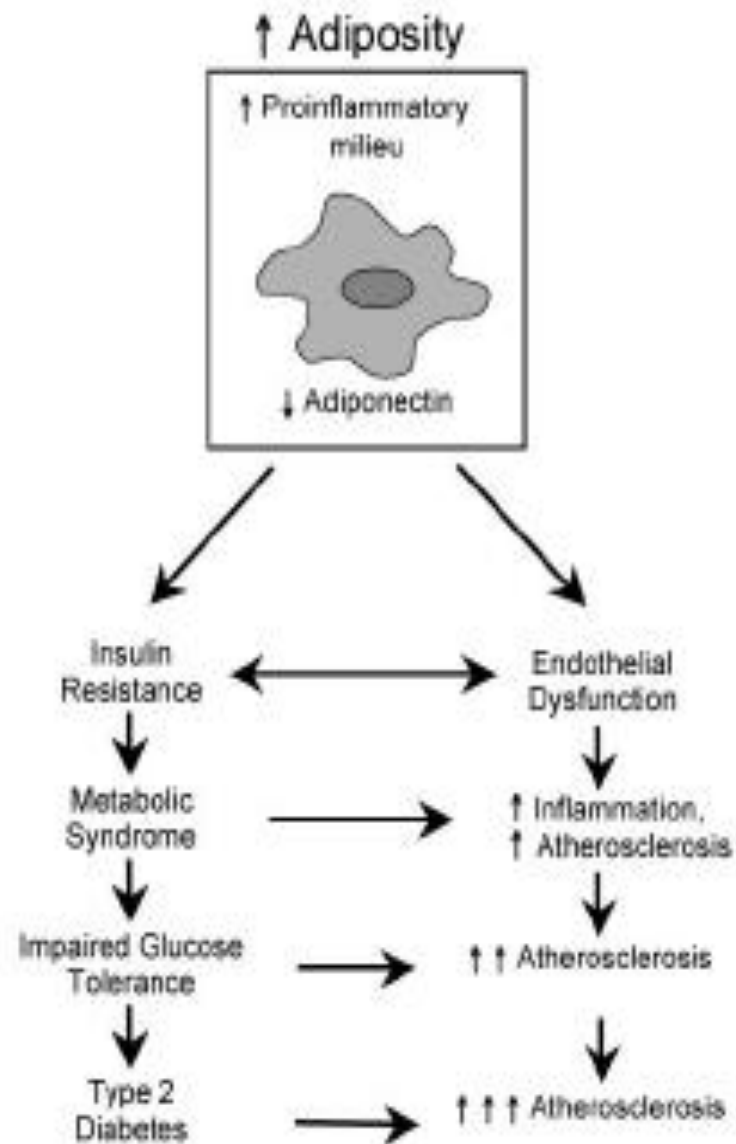 ↑ Adiposity
↑ Proinflammatory
milieu
↓ Adiponectin
Insulin
Resistance
Endothelial
Dysfunction
Metabolic
Syndrome
↑ Inflammation,
↑ Atherosclerosis
Impaired Glucose
Tolerance
↑ ↑ Atherosclerosis
Type 2
Diabetes
↑ ↑ ↑ Atherosclerosis